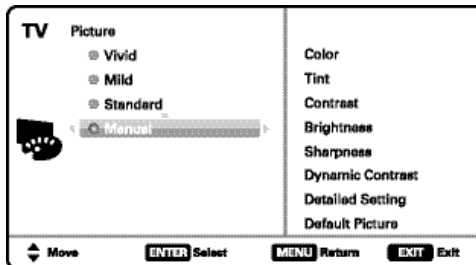 TV
Picture
Vivid
Mild
Standard
Manual
Color
Tint
Contrast
Brightness
Sharpness
Dynamic Contrast
Detailed Setting
Default Picture
Move ENTER Select MENU Return EXIT Exit